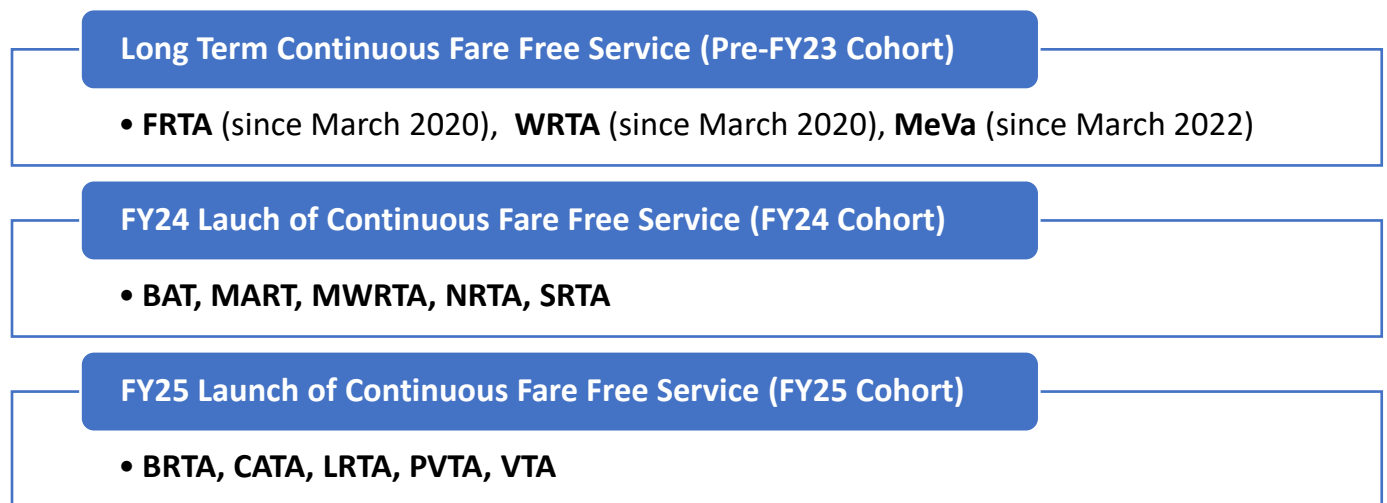 Long Term Continuous Fare Free Service (Pre-FY23 Cohort)
• FRTA (since March 2020), WRTA (since March 2020), MeVa (since March 2022)
FY24 Lauch of Continuous Fare Free Service (FY24 Cohort)
• BAT, MART, MWRTA, NRTA, SRTA
FY25 Launch of Continuous Fare Free Service (FY25 Cohort)
• BRTA, CATA, LRTA, PVTA, VTA